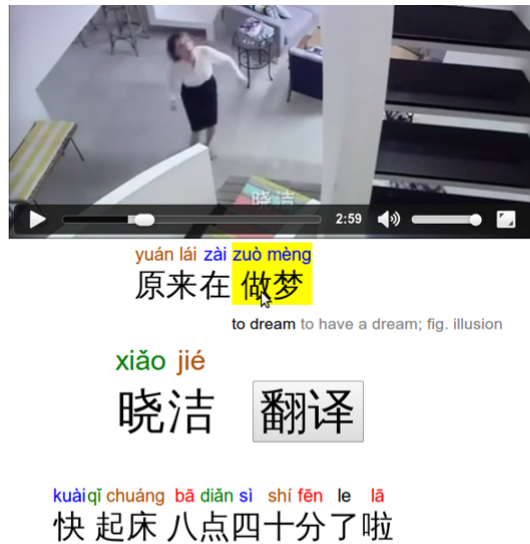 晓洁
2:59
yuán lái zài zuò mèng
原来在做梦
to dream to have a dream; fig. illusion
xiǎo jié
晓洁 翻译
kuài qǐ chuáng bā diǎn sì shí fēn le lā
快 起床 八点四十分了啦